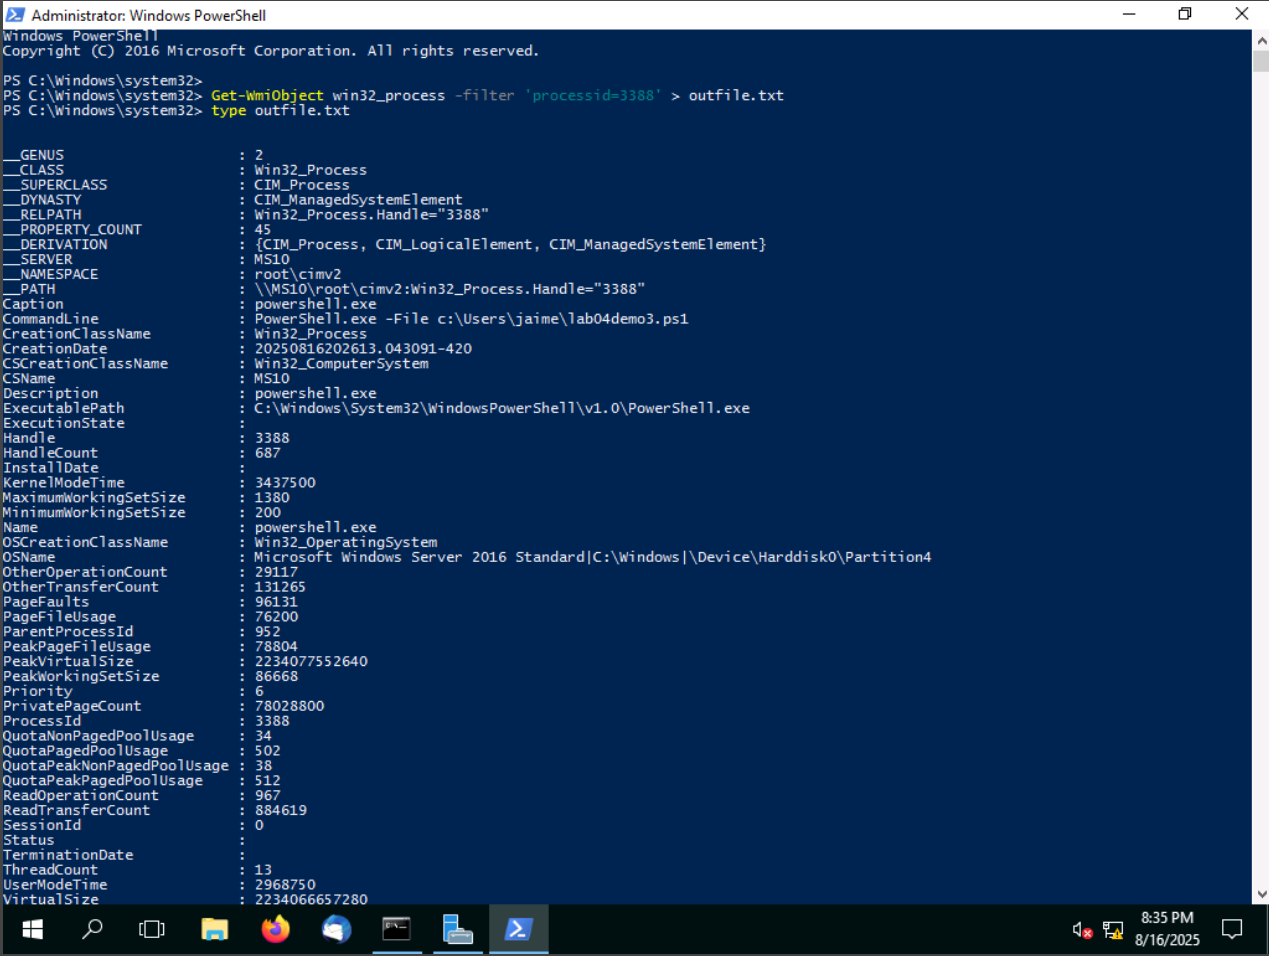 Administrator: Windows PowerShell
Windows PowerShell
Copyright (C) 2016 Microsoft Corporation. All rights reserved.
PS C:\Windows\system32>
PS C:\Windows\system32> Get-WmiObject win32_process -filter 'processid=3388' > outfile.txt
PS C:\Windows\system32> type outfile.txt
__GENUS : 2
__CLASS : Win32_Process
__SUPERCLASS : CIM_Process
__DYNASTY : CIM_ManagedSystemElement
__RELPATH : Win32_Process.Handle="3388"
__PROPERTY_COUNT : 45
__DERIVATION : {CIM_Process, CIM_LogicalElement, CIM_ManagedSystemElement}
__SERVER : MS10
__NAMESPACE : root\cimv2
__PATH : \\MS10\root\cimv2:Win32_Process.Handle="3388"
Caption : powershell.exe
CommandLine : PowerShell.exe -File c:\Users\jaime\lab04demo3.ps1
CreationClassName : Win32_Process
CreationDate : 20250816202613.043091-420
CSCreationClassName : Win32_ComputerSystem
CSName : MS10
Description : powershell.exe
ExecutablePath : C:\Windows\System32\WindowsPowerShell\v1.0\PowerShell.exe
ExecutionState :
Handle : 3388
HandleCount : 687
InstallDate :
KernelModeTime : 3437500
MaximumWorkingSetSize : 1380
MinimumWorkingSetSize : 200
Name : powershell.exe
OSCreationClassName : Win32_OperatingSystem
OSName : Microsoft Windows Server 2016 Standard|C:\Windows|\Device\Harddisk0\Partition4
OtherOperationCount : 29117
OtherTransferCount : 131265
PageFaults : 96131
PageFileUsage : 76200
ParentProcessId : 952
PeakPageFileUsage : 78804
PeakVirtualSize : 2234077552640
PeakWorkingSetSize : 86668
Priority : 6
PrivatePageCount : 78028800
ProcessId : 3388
QuotaNonPagedPoolUsage : 34
QuotaPagedPoolUsage : 502
QuotaPeakNonPagedPoolUsage : 38
QuotaPeakPagedPoolUsage : 512
ReadOperationCount : 967
ReadTransferCount : 884619
SessionId : 0
Status :
TerminationDate :
ThreadCount : 13
UserModeTime : 2968750
VirtualSize : 2234066657280
8:35 PM
8/16/2025